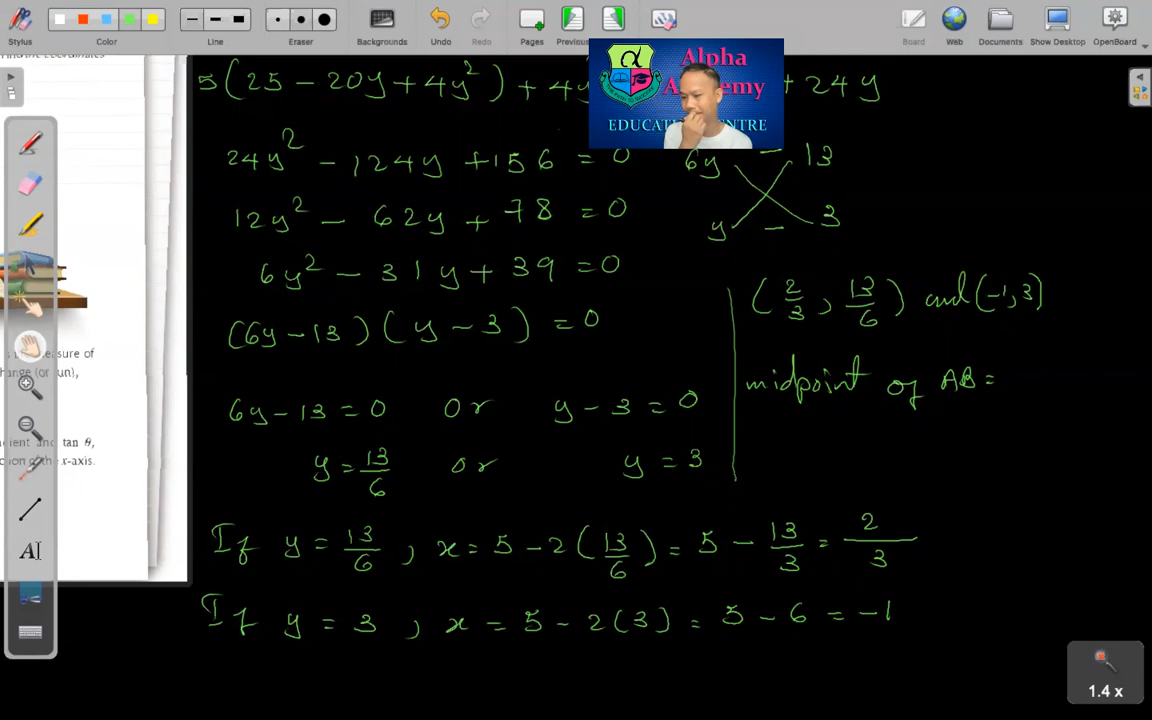 Stylus
Color
Line
Eraser
Backgrounds
Undo
Redo
Pages
Previous
Board
Web
Documents
Show Desktop
OpenBoard
Alpha
α
EDUCAT CENTRE
5(25 - 20y + 4y²) + 4y
+ 24y
24y² - 124y + 156 = 0
12y² - 62y + 78 = 0
6y² - 31y + 39 = 0
(6y - 13)(y - 3) = 0
6y - 13 = 0 or y - 3 = 0
y = 13/6 or y = 3
6y - 13
y - 3
(2/3, 13/6) and (-1, 3)
midpoint of AB =
If y = 13/6, x = 5 - 2(13/6) = 5 - 13/3 = 2/3
If y = 3, x = 5 - 2(3) = 5 - 6 = -1
and tan θ,
x-axis.
1.4 x